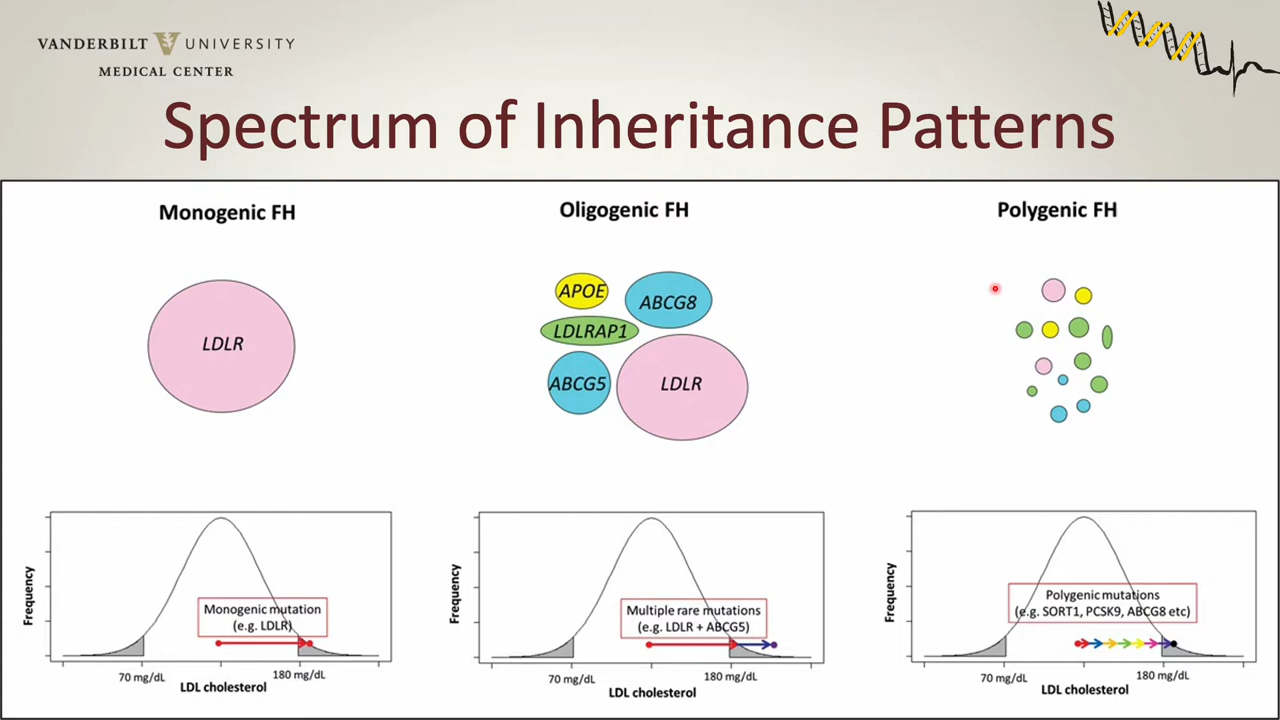 VANDERBILT UNIVERSITY
MEDICAL CENTER
Spectrum of Inheritance Patterns
Monogenic FH
LDLR
Frequency
Monogenic mutation
(e.g. LDLR)
70 mg/dL
180 mg/dL
LDL cholesterol
Oligogenic FH
APOE
ABCG8
LDLRAP1
ABCG5
LDLR
Frequency
Multiple rare mutations
(e.g. LDLR + ABCG5)
70 mg/dL
180 mg/dL
LDL cholesterol
Polygenic FH
Frequency
Polygenic mutations
(e.g. SORT1, PCSK9, ABCG8 etc)
70 mg/dL
180 mg/dL
LDL cholesterol